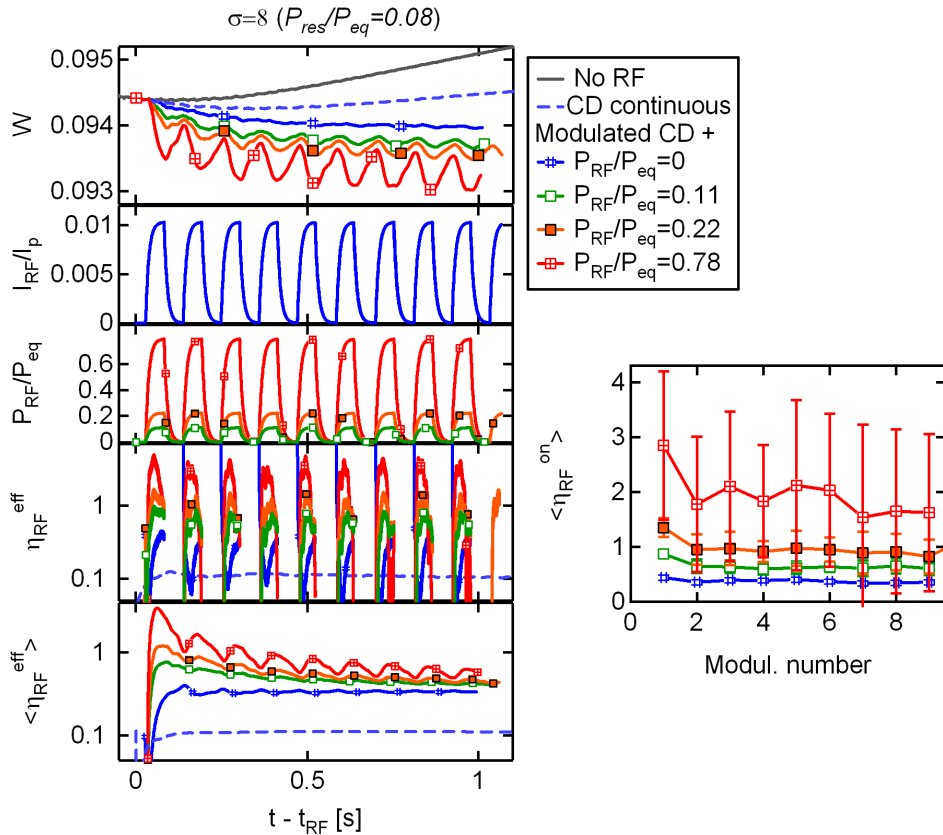 σ=8 (P_res/P_eq=0.08)
0.095
0.094
0.093
W
No RF
CD continuous
Modulated CD +
P_RF/P_eq=0
P_RF/P_eq=0.11
P_RF/P_eq=0.22
P_RF/P_eq=0.78
0.01
0.005
0
I_RF/I_p
0.6
0.4
0.2
0
P_RF/P_eq
1
0.1
η_RF^eff
1
0.1
<η_RF^eff>
0
0.5
1
t - t_RF [s]
4
3
2
1
0
<η_RF^on>
0
2
4
6
8
Modul. number